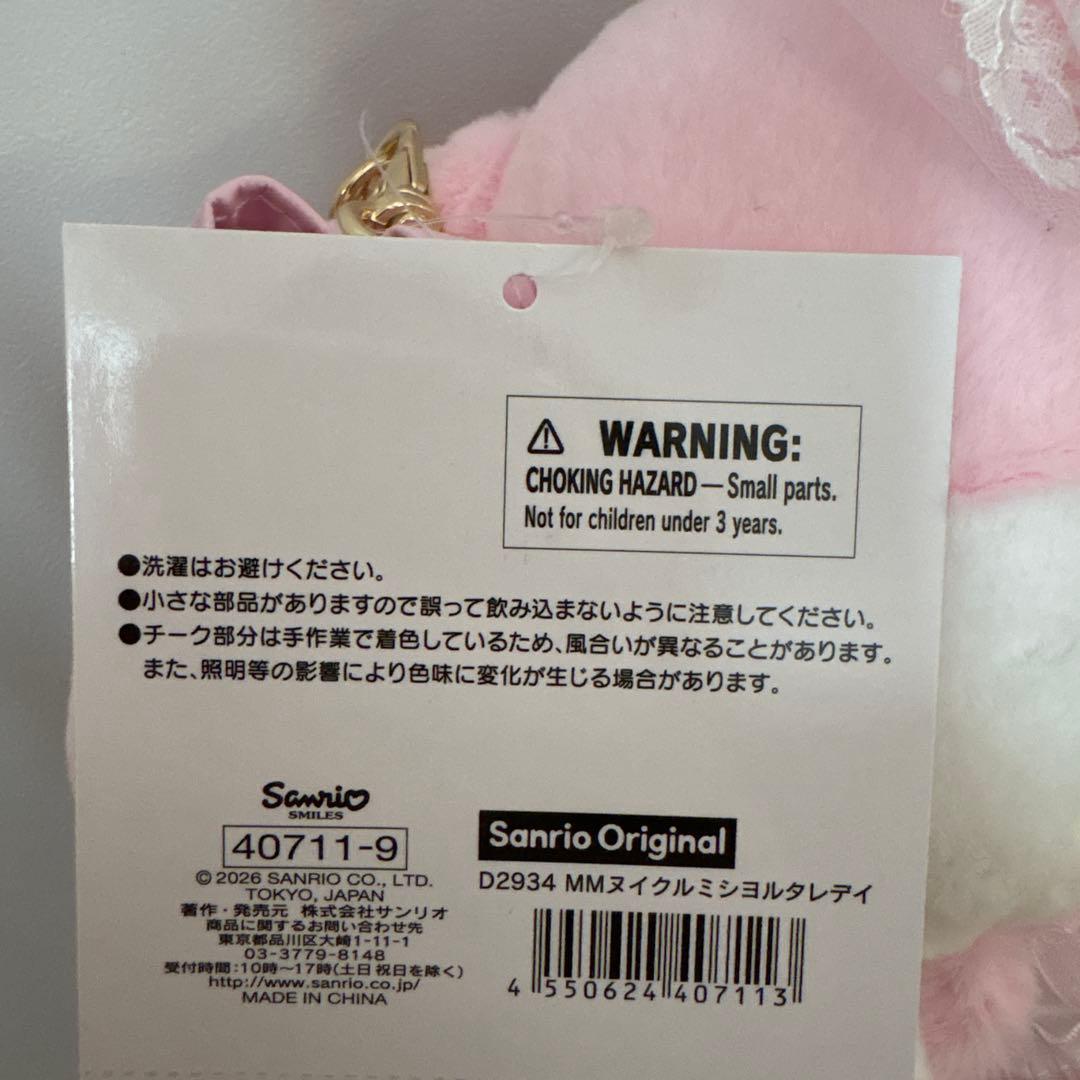 ⚠ WARNING:
CHOKING HAZARD — Small parts.
Not for children under 3 years.
●洗濯はお避けください。
●小さな部品がありますので誤って飲み込まないように注意してください。
●チーク部分は手作業で着色しているため、風合いが異なることがあります。
また、照明等の影響により色味に変化が生じる場合があります。
Sanrio
SMILES
40711-9
© 2026 SANRIO CO., LTD.
TOKYO, JAPAN
著作・発売元 株式会社サンリオ
商品に関するお問い合わせ先
東京都品川区大崎1-11-1
03-3779-8148
受付時間:10時〜17時(土日祝日を除く)
http://www.sanrio.co.jp/
MADE IN CHINA
Sanrio Original
D2934 MMヌイクルミシヨルタレデイ
4 550624 407113